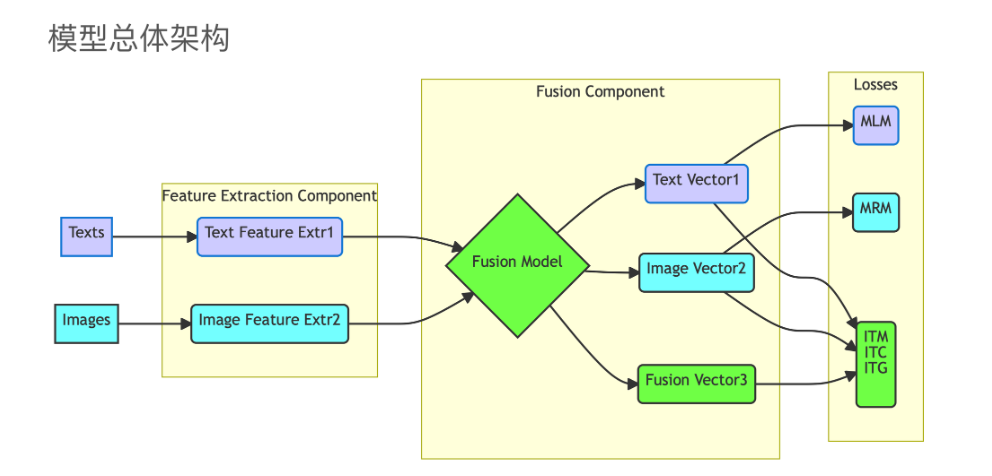 模型总体架构
Fusion Component
Losses
MLM
Feature Extraction Component
Text Vector1
MRM
Texts
Text Feature Extr1
Fusion Model
Image Vector2
Images
Image Feature Extr2
ITM
ITC
ITG
Fusion Vector3